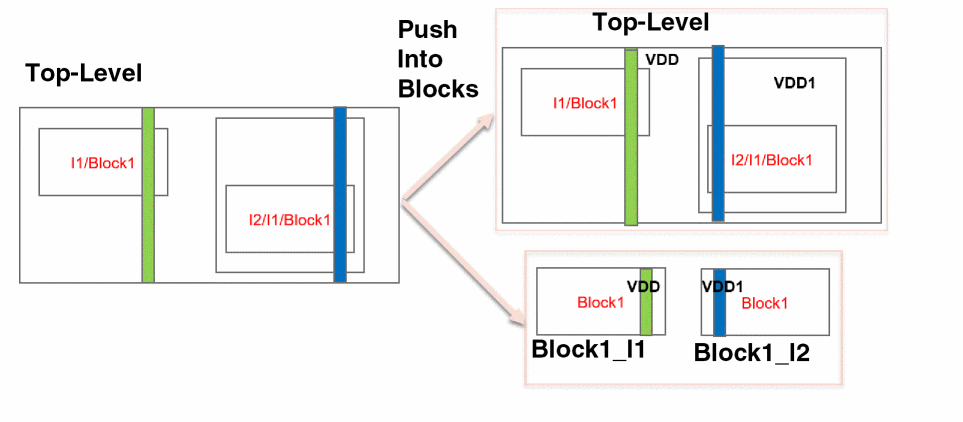 Top-Level
I1/Block1
I2/I1/Block1
Push
Into
Blocks
Top-Level
VDD
I1/Block1
VDD1
I2/I1/Block1
VDD
Block1
Block1_I1
VDD1
Block1
Block1_I2